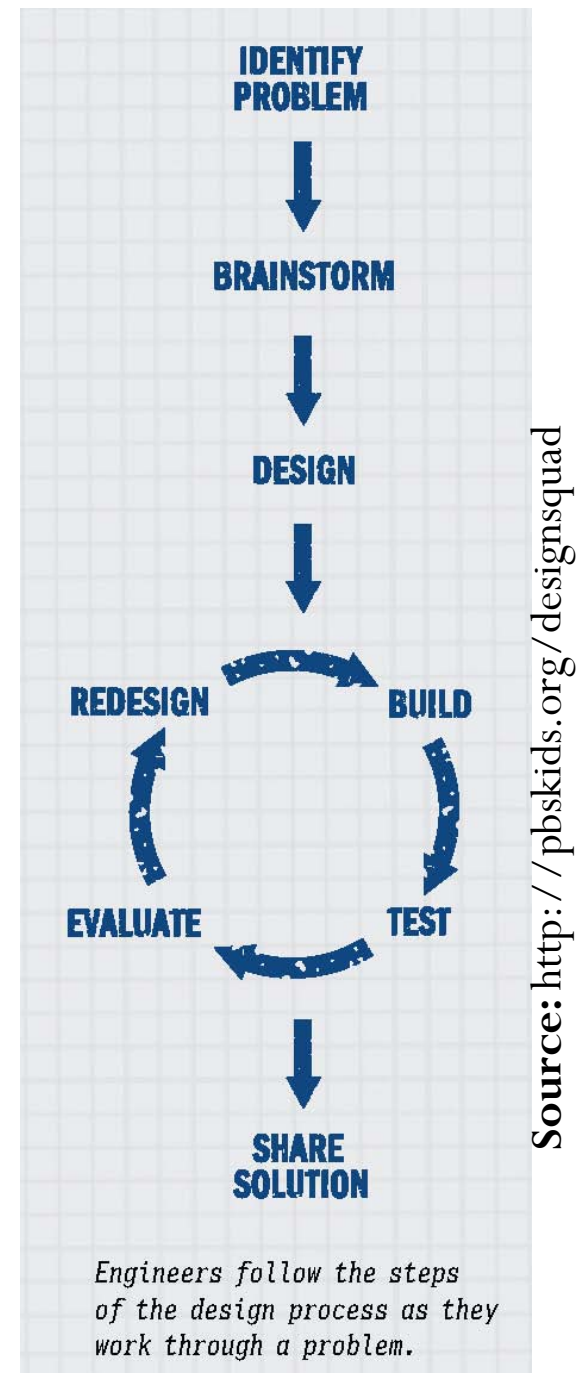 IDENTIFY
PROBLEM
BRAINSTORM
DESIGN
REDESIGN
BUILD
EVALUATE
TEST
SHARE
SOLUTION
Engineers follow the steps
of the design process as they
work through a problem.
Source: http://pbskids.org/designsquad